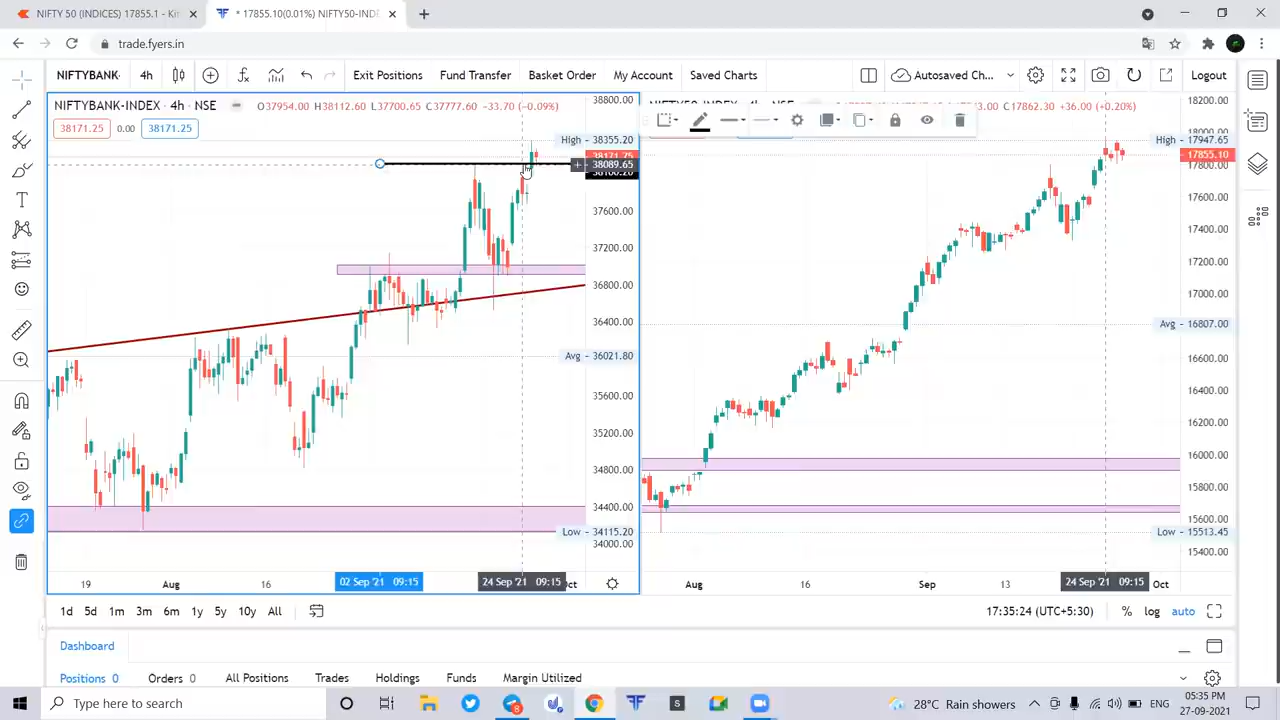 NIFTY 50 (INDICES) 17855.1 - Ki
* 17855.10(0.01%) NIFTY50-IND
trade.fyers.in
NIFTYBANK-
4h
Exit Positions
Fund Transfer
Basket Order
My Account
Saved Charts
Autosaved Ch...
Logout
NIFTYBANK-INDEX · 4h · NSE
O37954.00 H38112.60 L37700.65 C37777.60 -33.70 (-0.09%)
38171.25
0.00
38171.25
38800.00
High - 38355.20
38089.65
37600.00
37200.00
36800.00
36400.00
Avg - 36021.80
35600.00
35200.00
34800.00
34400.00
Low - 34115.20
34000.00
19
Aug
16
02 Sep '21 09:15
24 Sep '21 09:15
C17862.30 +36.00 (+0.20%)
18200.00
High - 17947.65
17855.10
17800.00
17600.00
17400.00
17200.00
17000.00
Avg - 16807.00
16600.00
16400.00
16200.00
16000.00
15800.00
15600.00
Low - 15513.45
15400.00
Aug
16
Sep
13
24 Sep '21 09:15
Oct
1d 5d 1m 3m 6m 1y 5y 10y All
17:35:24 (UTC+5:30)
% log auto
Dashboard
Positions 0
Orders 0
All Positions
Trades
Holdings
Funds
Margin Utilized
Type here to search
28°C Rain showers
ENG
05:35 PM
27-09-2021